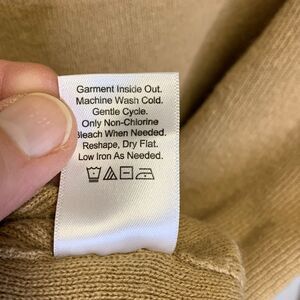 Garment Inside Out.
Machine Wash Cold.
Gentle Cycle.
Only Non-Chlorine
Bleach When Needed.
Reshape, Dry Flat.
Low Iron As Needed.